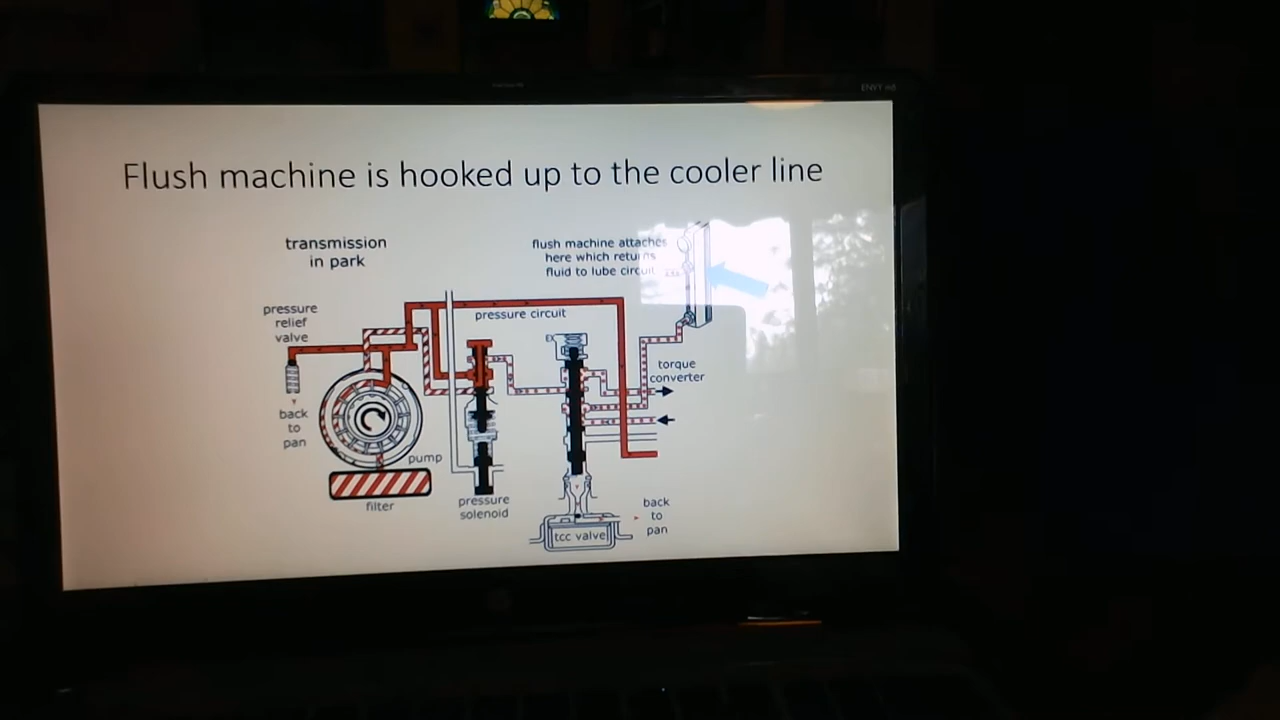 ENVY m6
Flush machine is hooked up to the cooler line
transmission
in park
flush machine attaches
here which returns
fluid to lube circuit
pressure
relief
valve
pressure circuit
torque
converter
back
to
pan
pump
filter
pressure
solenoid
back
to
pan
tcc valve